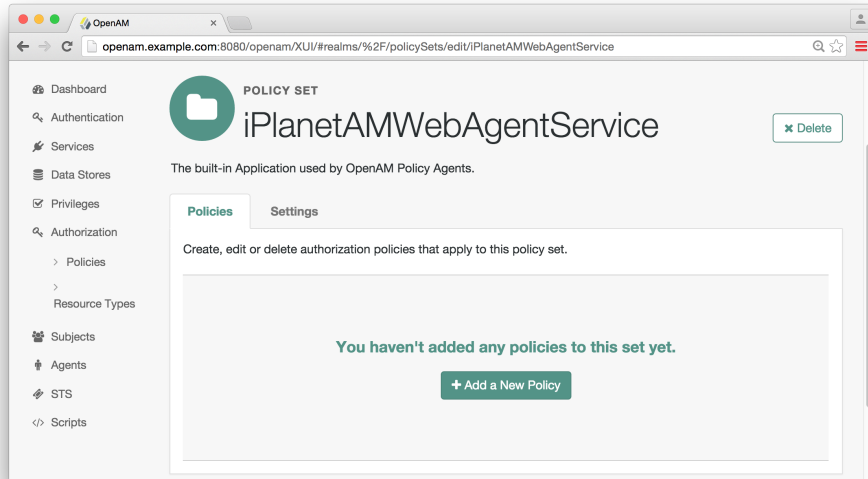 OpenAM
openam.example.com:8080/openam/XUI/#realms/%2F/policySets/edit/iPlanetAMWebAgentService
Dashboard
Authentication
Services
Data Stores
Privileges
Authorization
> Policies
>
Resource Types
Subjects
Agents
STS
</> Scripts
POLICY SET
iPlanetAMWebAgentService
× Delete
The built-in Application used by OpenAM Policy Agents.
Policies Settings
Create, edit or delete authorization policies that apply to this policy set.
You haven't added any policies to this set yet.
+ Add a New Policy